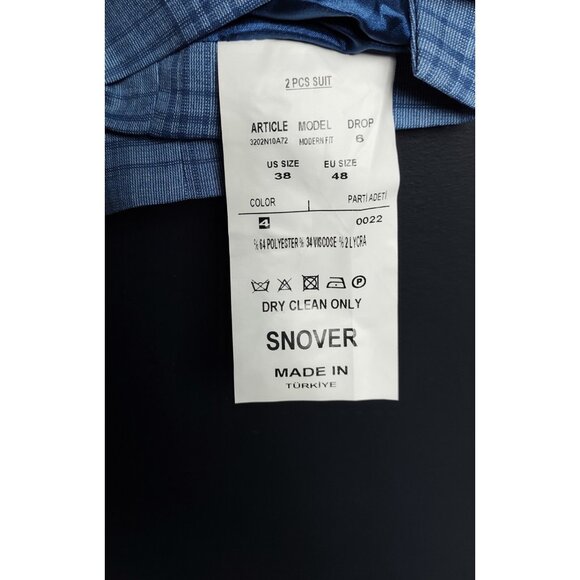 2 PCS SUIT
ARTICLE MODEL DROP
3202N10A72 MODERN FIT 6
US SIZE EU SIZE
38 48
COLOR PARTİ ADETİ
4 0022
% 64 POLYESTER % 34 VISCOSE % 2 LYCRA
P
DRY CLEAN ONLY
SNOVER
MADE IN
TÜRKİYE